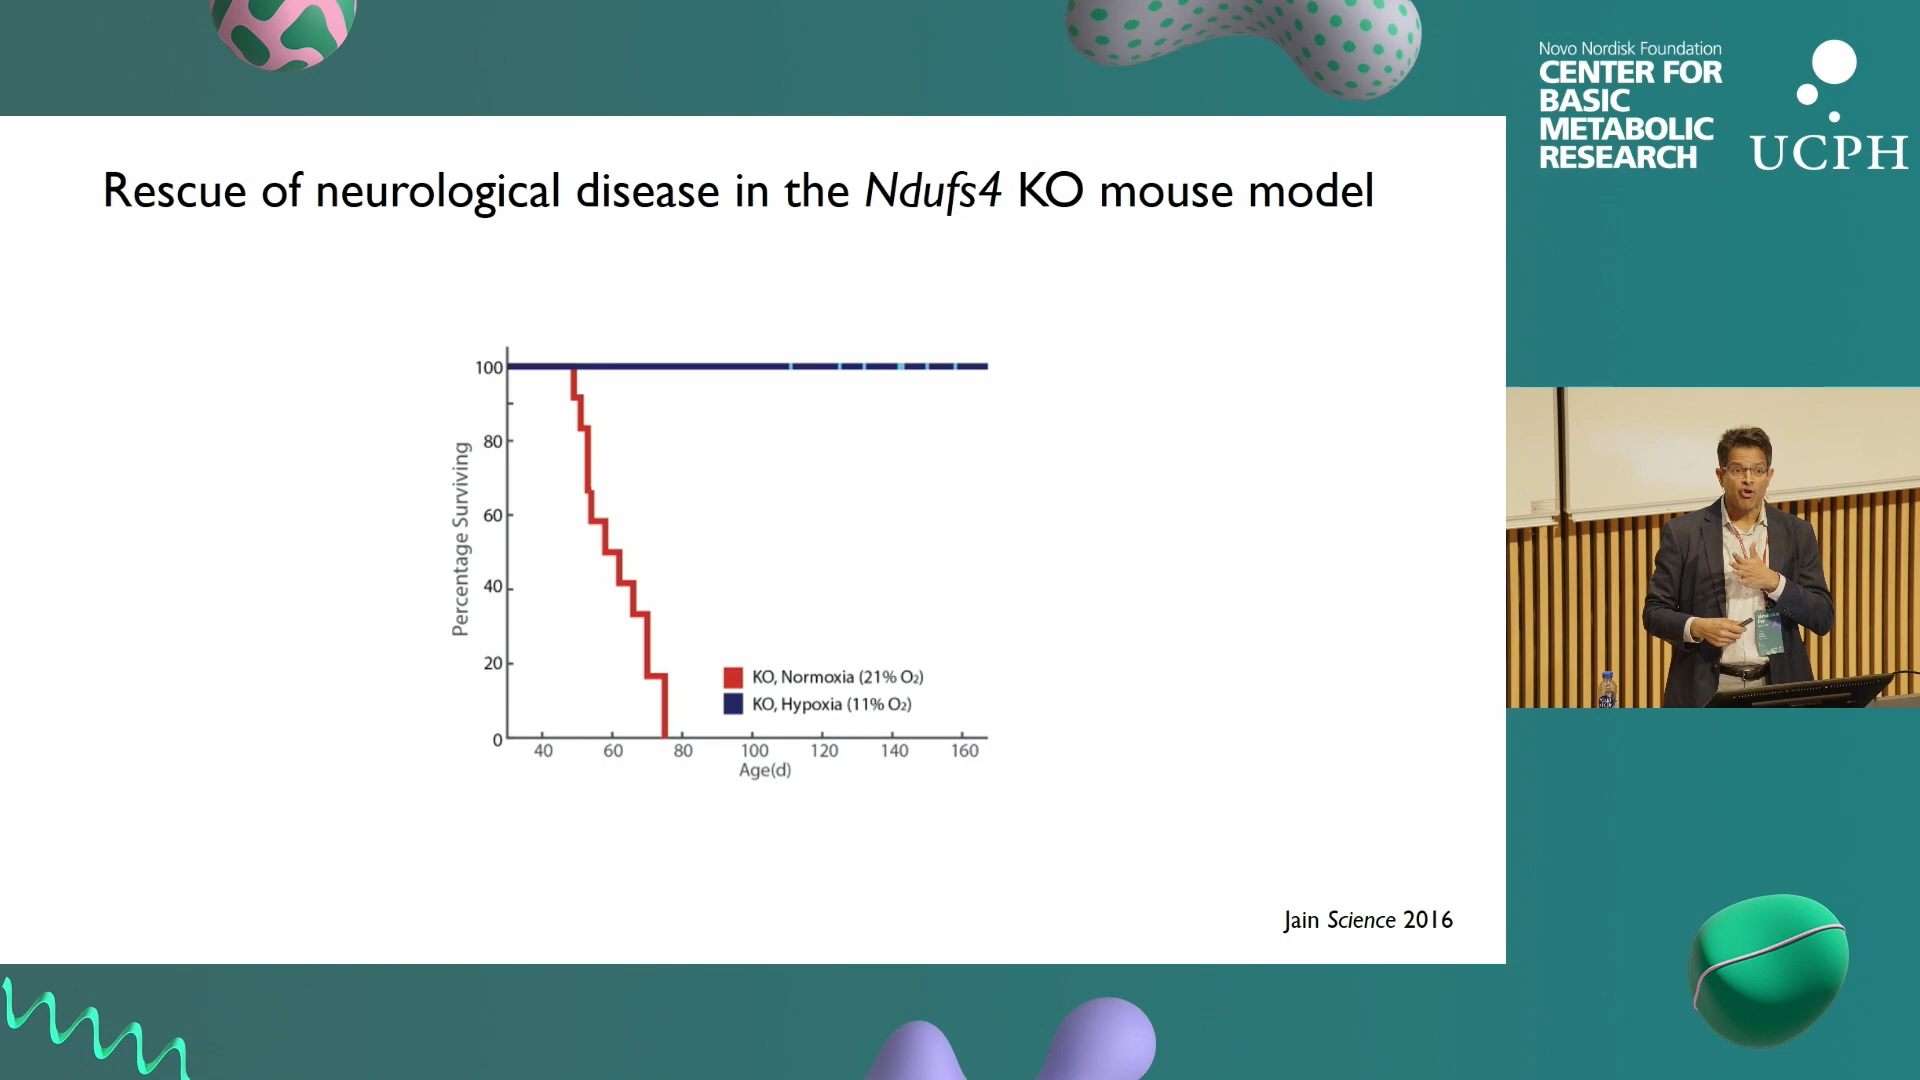 Novo Nordisk Foundation
CENTER FOR
BASIC
METABOLIC
RESEARCH
UCPH
Rescue of neurological disease in the Ndufs4 KO mouse model
100
80
60
40
20
0
Percentage Surviving
KO, Normoxia (21% O₂)
KO, Hypoxia (11% O₂)
40 60 80 100 120 140 160
Age(d)
Jain Science 2016